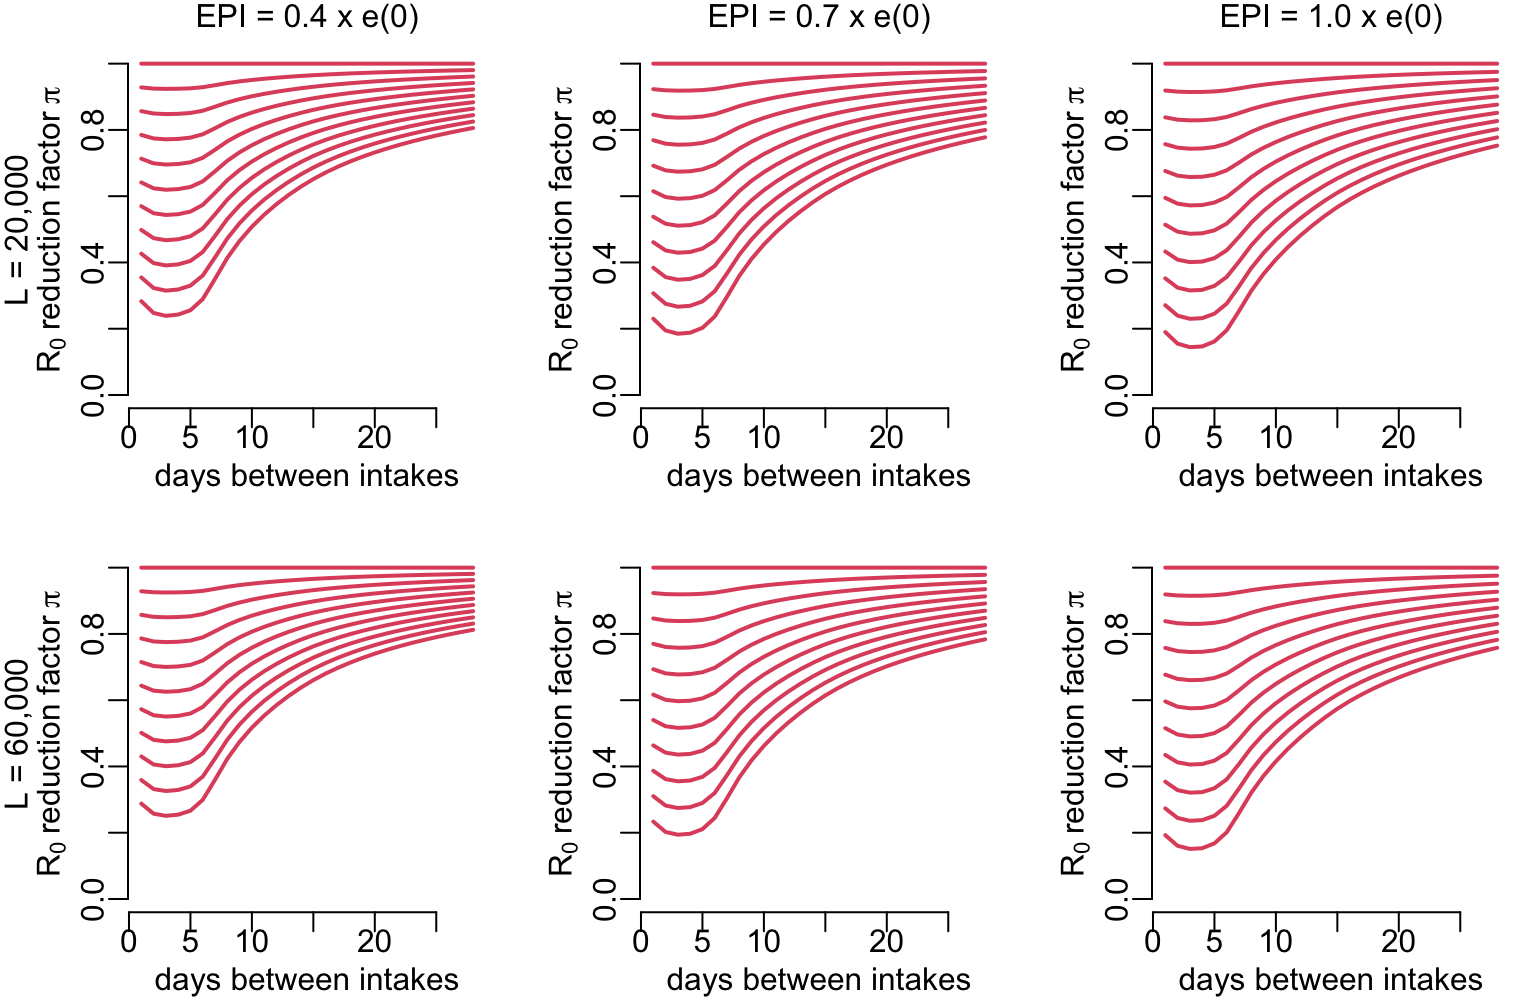 EPI = 0.4 x e(0)
EPI = 0.7 x e(0)
EPI = 1.0 x e(0)
L = 20,000
R0 reduction factor π
0.0 0.4 0.8
0 5 10 20
days between intakes
R0 reduction factor π
0.0 0.4 0.8
0 5 10 20
days between intakes
R0 reduction factor π
0.0 0.4 0.8
0 5 10 20
days between intakes
L = 60,000
R0 reduction factor π
0.0 0.4 0.8
0 5 10 20
days between intakes
R0 reduction factor π
0.0 0.4 0.8
0 5 10 20
days between intakes
R0 reduction factor π
0.0 0.4 0.8
0 5 10 20
days between intakes